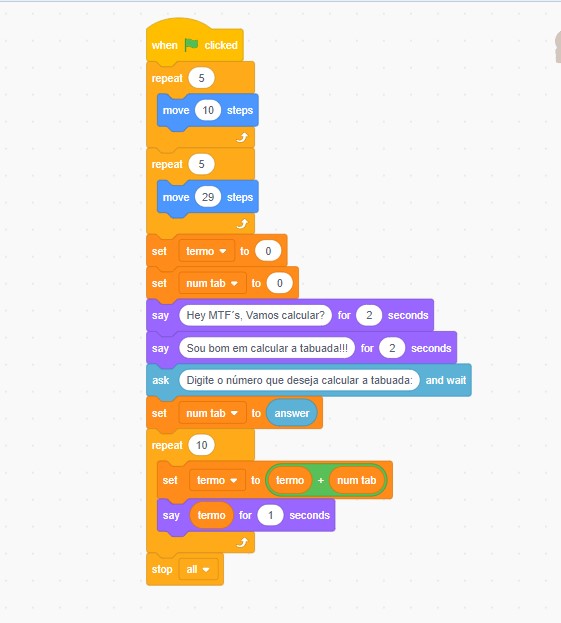 when clicked
repeat 5
move 10 steps
repeat 5
move 29 steps
set termo to 0
set num tab to 0
say Hey MTF´s, Vamos calcular? for 2 seconds
say Sou bom em calcular a tabuada!!! for 2 seconds
ask Digite o número que deseja calcular a tabuada: and wait
set num tab to answer
repeat 10
set termo to termo + num tab
say termo for 1 seconds
stop all